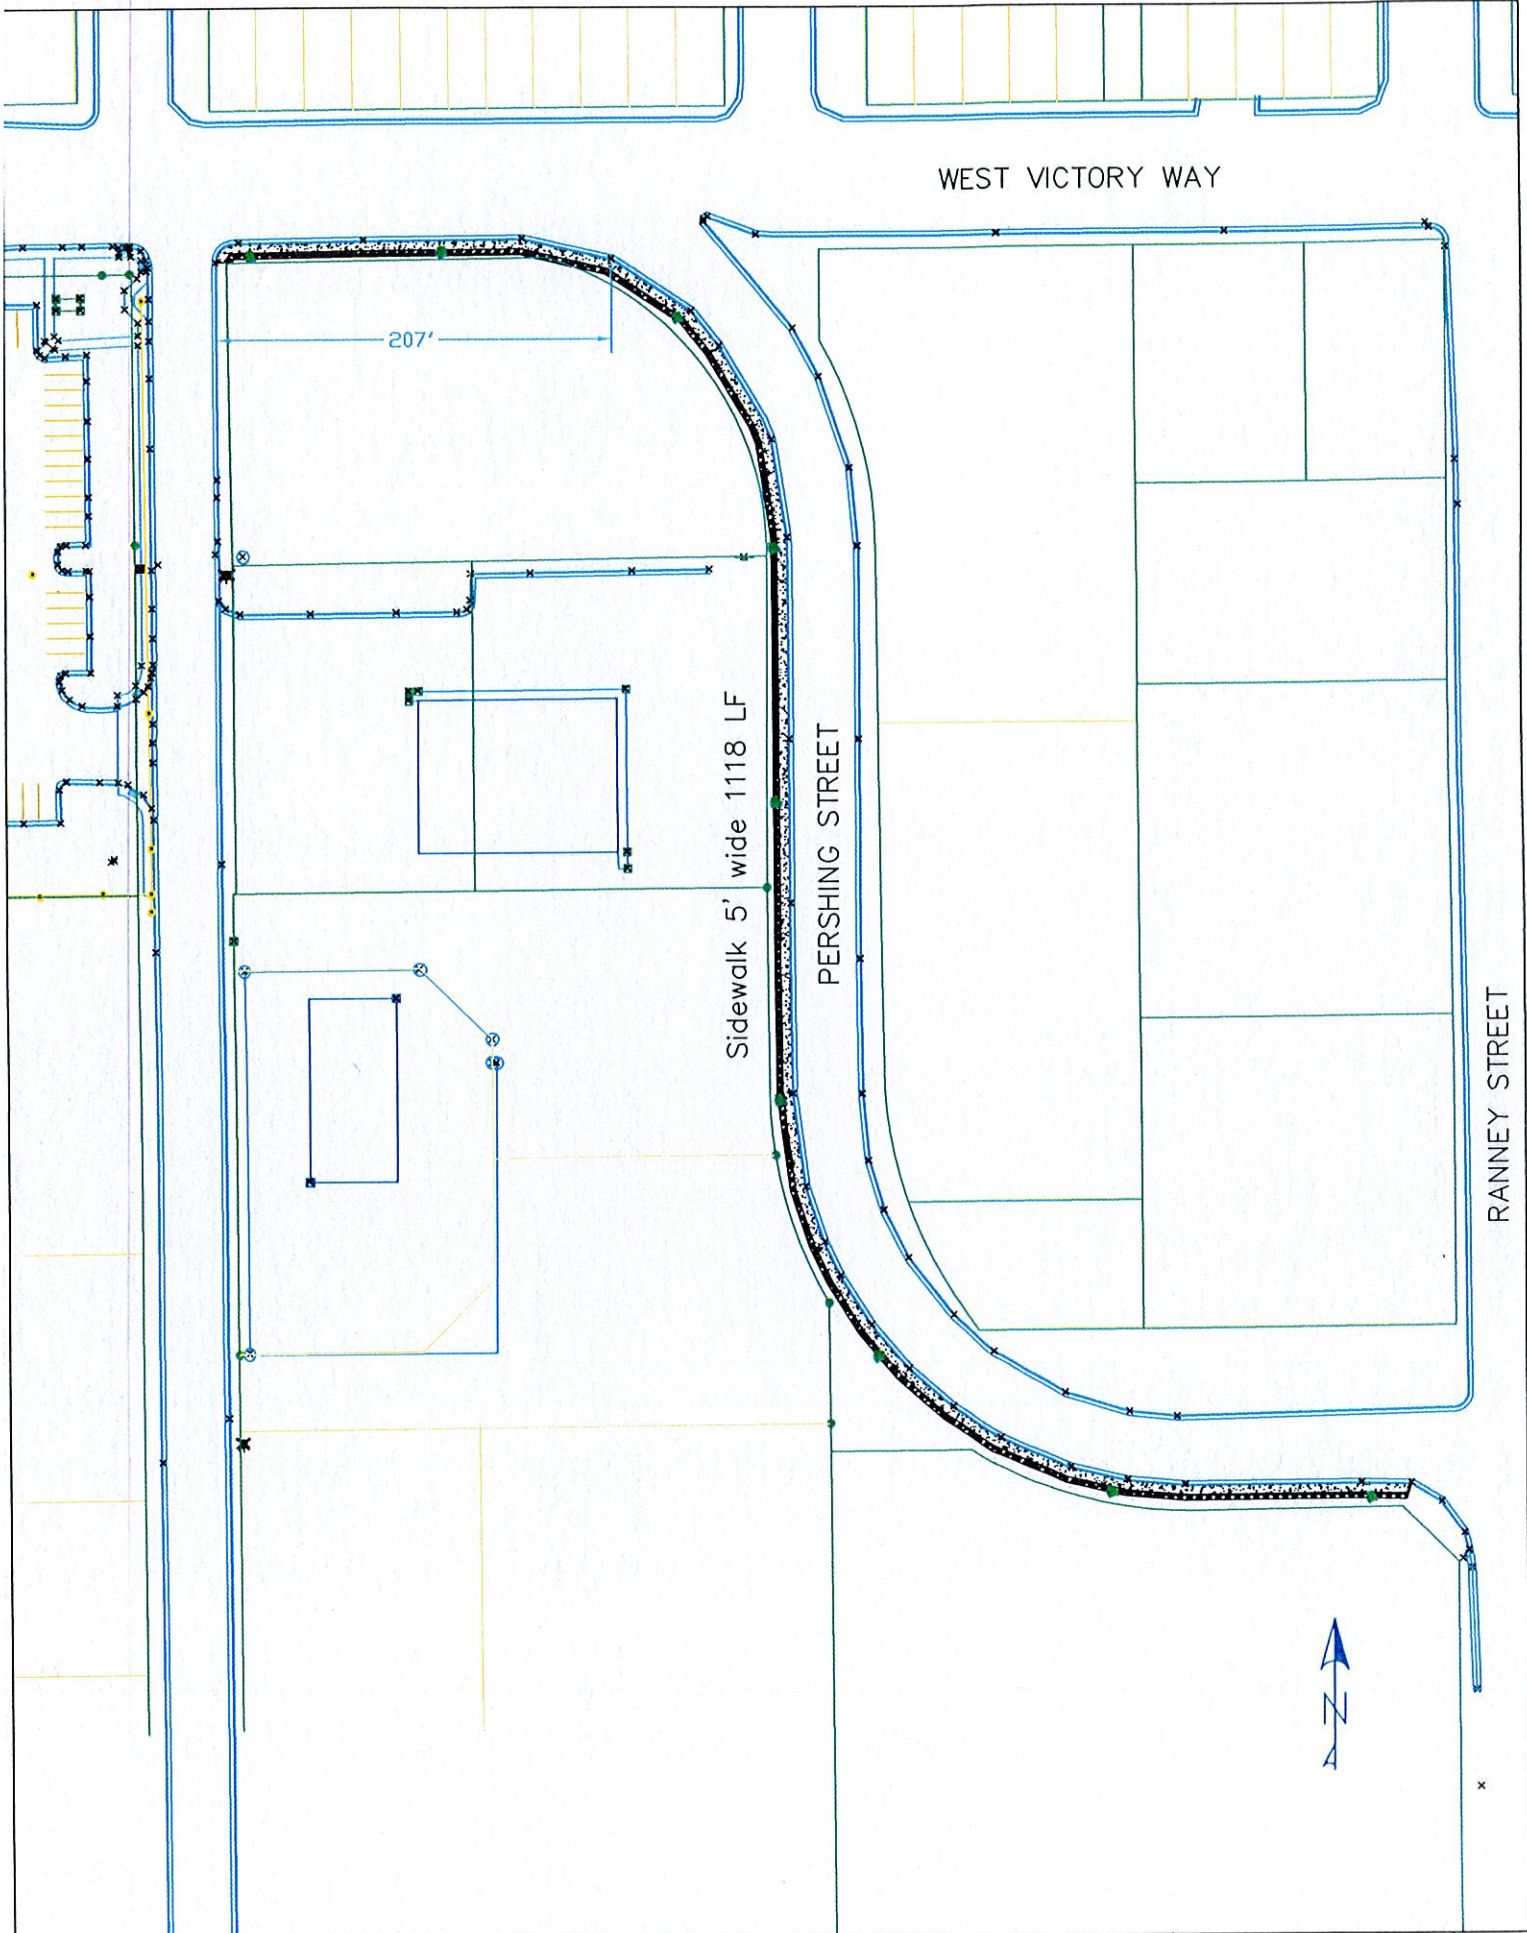 WEST VICTORY WAY
207'
Sidewalk 5' wide 1118 LF
PERSHING STREET
RANNEY STREET
N